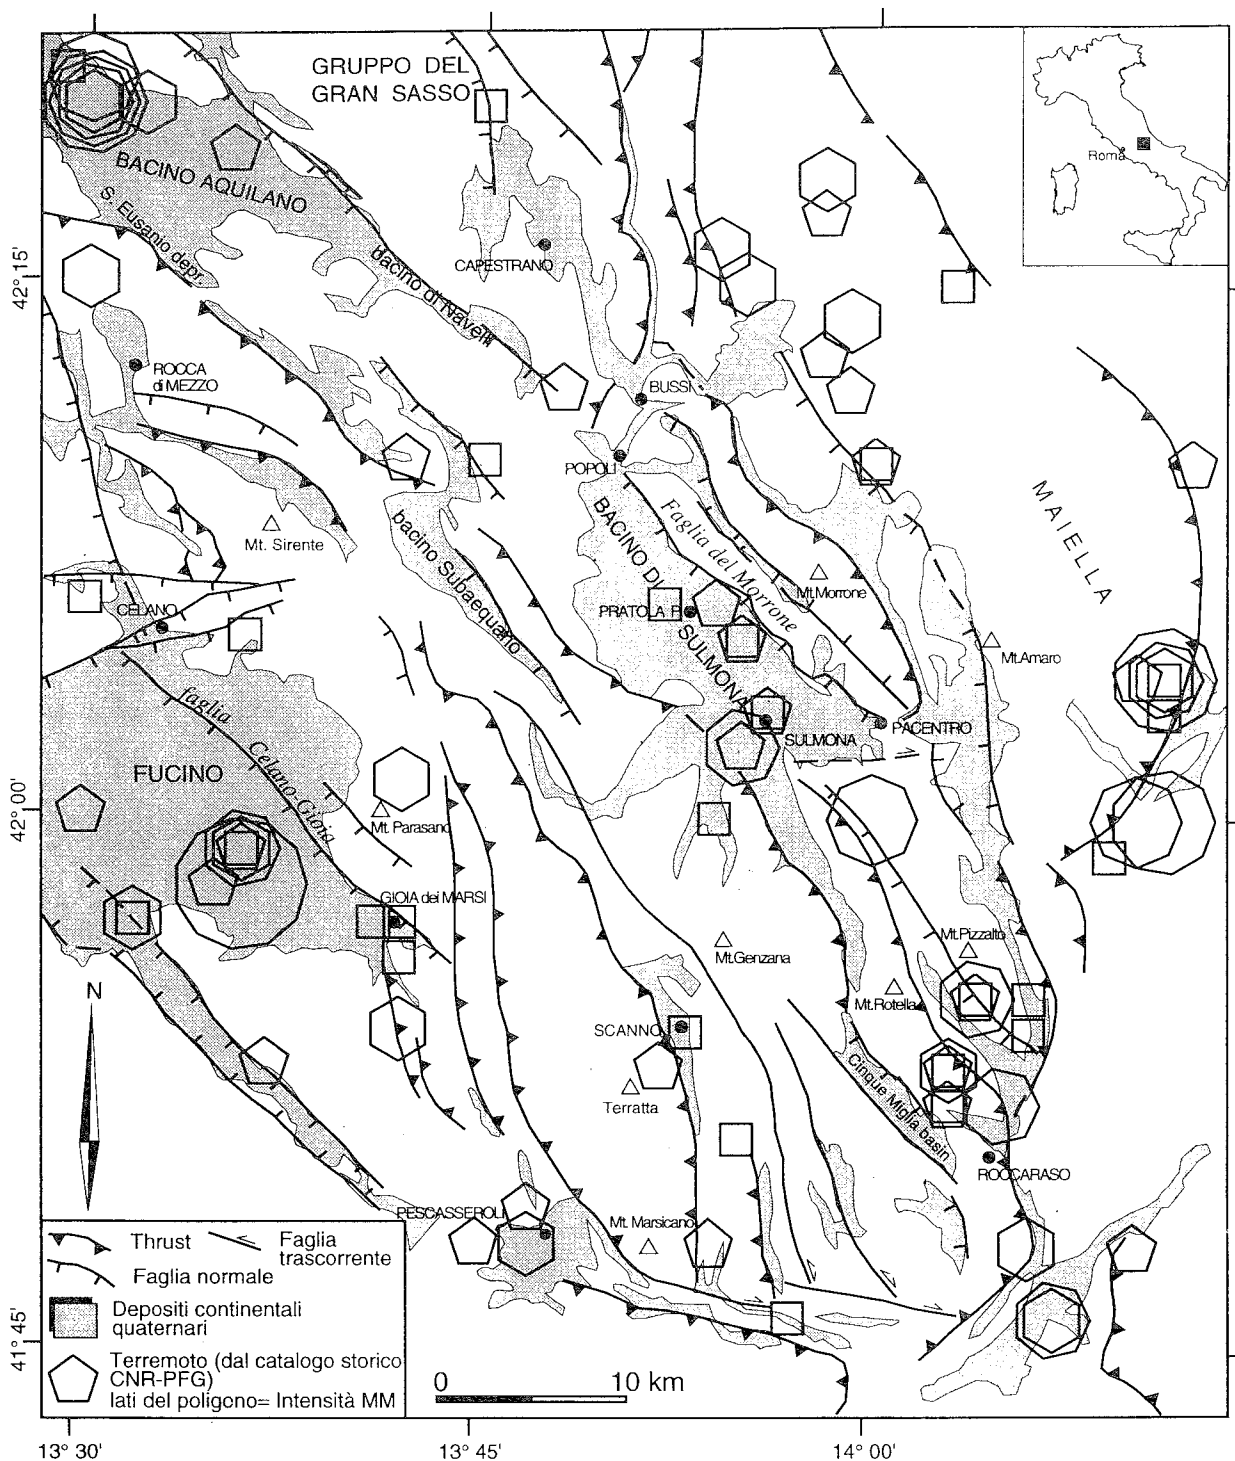 GRUPPO DEL
GRAN SASSO
Roma
BACINO AQUILANO
S. Eusanio depr.
bacino di Navelli
CAPESTRANO
42° 15'
ROCCA
di MEZZO
BUSSI
POPOLI
MAIELLA
Mt. Sirente
bacino Subaequano
BACINO DI SULMONA
Faglia del Morrone
Mt.Morrone
CELANO
PRATOLA P.
Mt.Amaro
faglia Celano-Gioia
SULMONA
PACENTRO
FUCINO
42° 00'
Mt. Parasano
GIOIA dei MARSI
Mt.Genzana
Mt.Pizzalto
Mt.Rotella
N
SCANNO
Terratta
Cinque Miglia basin
ROCCARASO
PESCASSEROLI
Mt. Marsicano
Thrust
Faglia
trascorrente
Faglia normale
Depositi continentali
quaternari
41° 45'
Terremoto (dal catalogo storico
CNR-PFG)
lati del poligono= Intensità MM
0 10 km
13° 30' 13° 45' 14° 00'